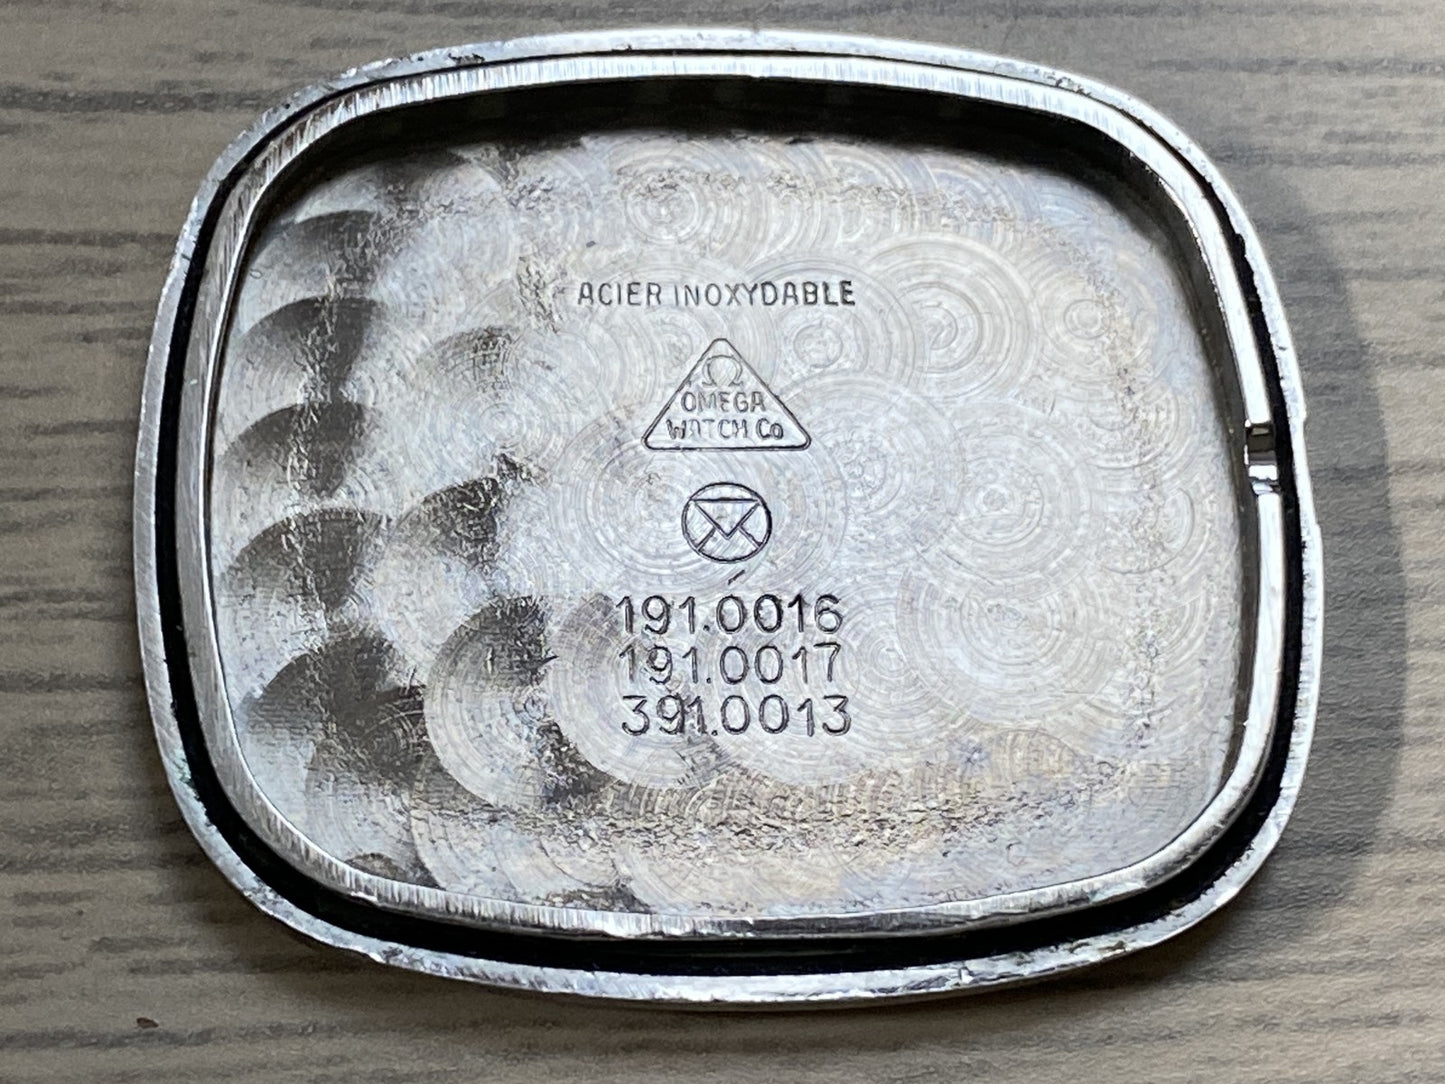 ACIER INOXYDABLE
Ω
OMEGA
WATCH Co
191.0016
191.0017
391.0013